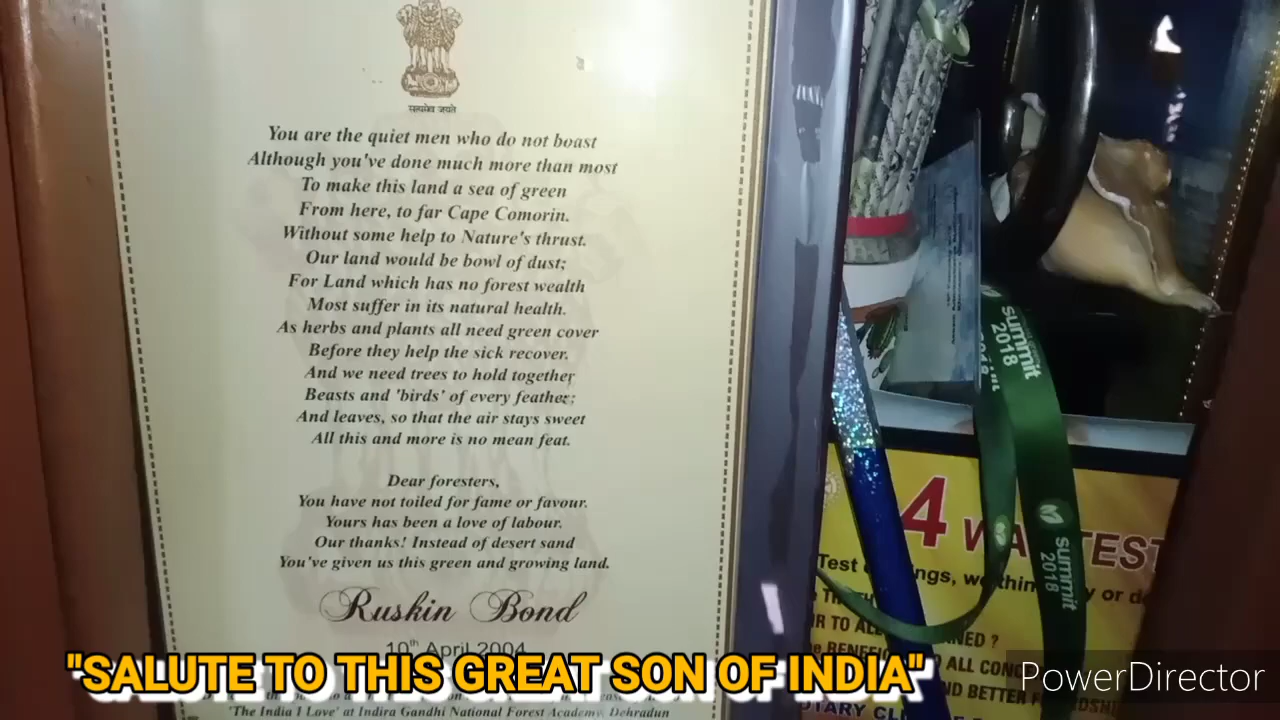 सत्यमेव जयते
You are the quiet men who do not boast
Although you've done much more than most
To make this land a sea of green
From here, to far Cape Comorin.
Without some help to Nature's thrust.
Our land would be bowl of dust;
For Land which has no forest wealth
Most suffer in its natural health.
As herbs and plants all need green cover
Before they help the sick recover.
And we need trees to hold together
Beasts and 'birds' of every feather;
And leaves, so that the air stays sweet
All this and more is no mean feat.
Dear foresters,
You have not toiled for fame or favour.
Yours has been a love of labour.
Our thanks! Instead of desert sand
You've given us this green and growing land.
Ruskin Bond
10th April 2004
"SALUTE TO THIS GREAT SON OF INDIA"
'The India I Love' at Indira Gandhi National Forest Academy, Dehradun
summit
2018
summit
2018
4 WA TEST
Test
or
TO ALL
ALL
BETTER
PowerDirector